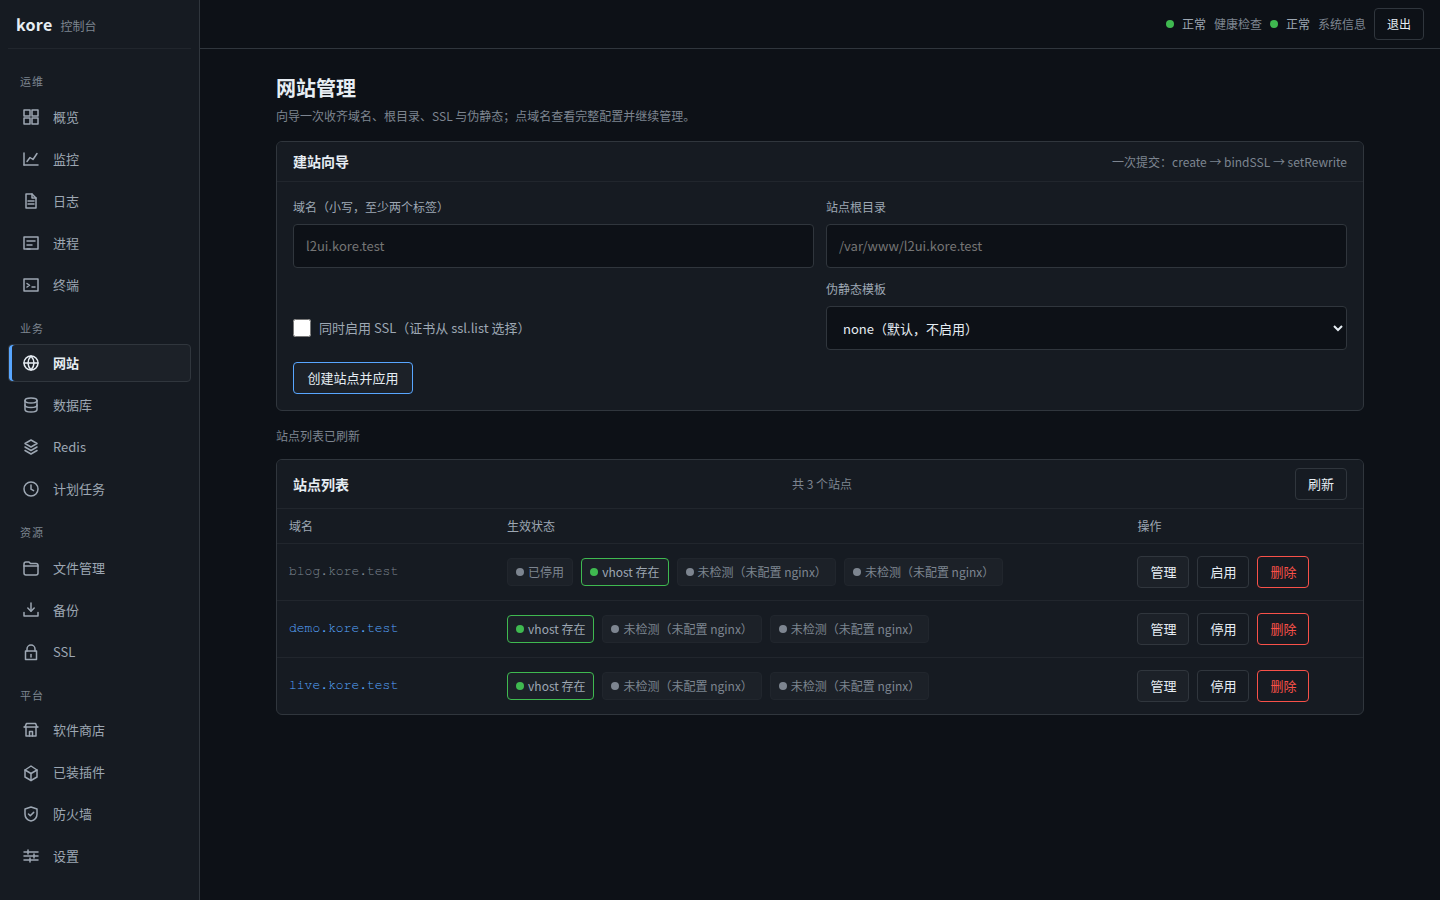 kore 控制台
正常 健康检查 正常 系统信息 退出
运维
概览
监控
日志
进程
终端
业务
网站
数据库
Redis
计划任务
资源
文件管理
备份
SSL
平台
软件商店
已装插件
防火墙
设置
网站管理
向导一次收齐域名、根目录、SSL 与伪静态；点域名查看完整配置并继续管理。
建站向导 一次提交：create → bindSSL → setRewrite
域名（小写，至少两个标签） 站点根目录
l2ui.kore.test /var/www/l2ui.kore.test
伪静态模板
同时启用 SSL（证书从 ssl.list 选择） none（默认，不启用）
创建站点并应用
站点列表已刷新
站点列表 共 3 个站点 刷新
域名 生效状态 操作
blog.kore.test 已停用 vhost 存在 未检测（未配置 nginx） 未检测（未配置 nginx） 管理 启用 删除
demo.kore.test vhost 存在 未检测（未配置 nginx） 未检测（未配置 nginx） 管理 停用 删除
live.kore.test vhost 存在 未检测（未配置 nginx） 未检测（未配置 nginx） 管理 停用 删除